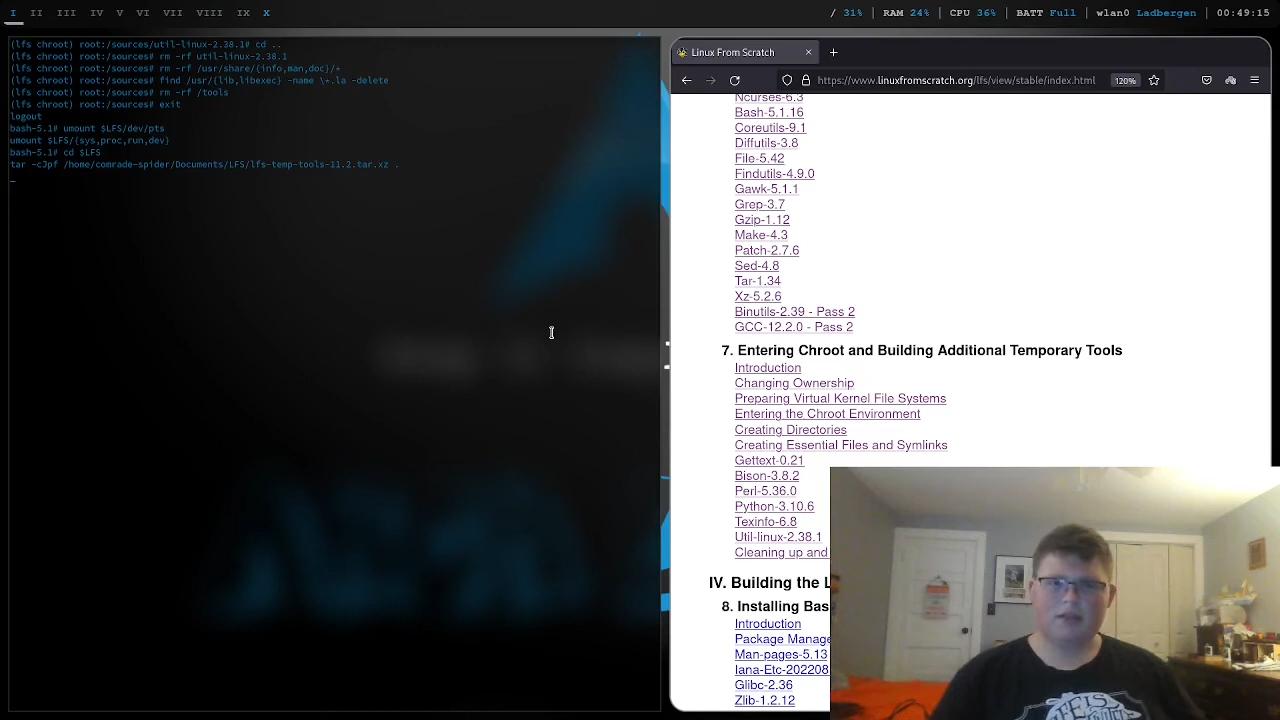 I II III IV V VI VII VIII IX X
/ 31% | RAM 24% | CPU 36% | BATT Full | wlan0 Ladbergen | 00:49:15
(lfs chroot) root:/sources/util-linux-2.38.1# cd ..
(lfs chroot) root:/sources# rm -rf util-linux-2.38.1
(lfs chroot) root:/sources# rm -rf /usr/share/{info,man,doc}/*
(lfs chroot) root:/sources# find /usr/{lib,libexec} -name \*.la -delete
(lfs chroot) root:/sources# rm -rf /tools
(lfs chroot) root:/sources# exit
logout
bash-5.1# umount $LFS/dev/pts
umount $LFS/{sys,proc,run,dev}
bash-5.1# cd $LFS
tar -cJpf /home/comrade-spider/Documents/LFS/lfs-temp-tools-11.2.tar.xz .
Linux From Scratch
https://www.linuxfromscratch.org/lfs/view/stable/index.html 120%
Ncurses-6.3
Bash-5.1.16
Coreutils-9.1
Diffutils-3.8
File-5.42
Findutils-4.9.0
Gawk-5.1.1
Grep-3.7
Gzip-1.12
Make-4.3
Patch-2.7.6
Sed-4.8
Tar-1.34
Xz-5.2.6
Binutils-2.39 - Pass 2
GCC-12.2.0 - Pass 2
7. Entering Chroot and Building Additional Temporary Tools
Introduction
Changing Ownership
Preparing Virtual Kernel File Systems
Entering the Chroot Environment
Creating Directories
Creating Essential Files and Symlinks
Gettext-0.21
Bison-3.8.2
Perl-5.36.0
Python-3.10.6
Texinfo-6.8
Util-linux-2.38.1
Cleaning up and
IV. Building the L
8. Installing Bas
Introduction
Package Manage
Man-pages-5.13
Iana-Etc-202208
Glibc-2.36
Zlib-1.2.12